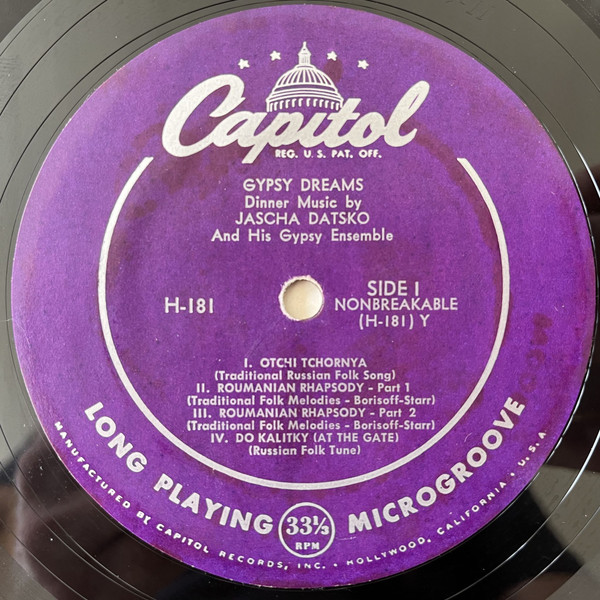 Capitol
REG. U.S. PAT. OFF.
GYPSY DREAMS
Dinner Music by
JASCHA DATSKO
And His Gypsy Ensemble
H-181
SIDE 1
NONBREAKABLE
(H-181) Y
I. OTCHI TCHORNYA
(Traditional Russian Folk Song)
II. ROUMANIAN RHAPSODY - Part 1
(Traditional Folk Melodies - Borisoff-Starr)
III. ROUMANIAN RHAPSODY - Part 2
(Traditional Folk Melodies - Borisoff-Starr)
IV. DO KALITKY (AT THE GATE)
(Russian Folk Tune)
LONG PLAYING 33⅓ RPM MICROGROOVE
MANUFACTURED BY CAPITOL RECORDS, INC. • HOLLYWOOD, CALIFORNIA • U.S.A.